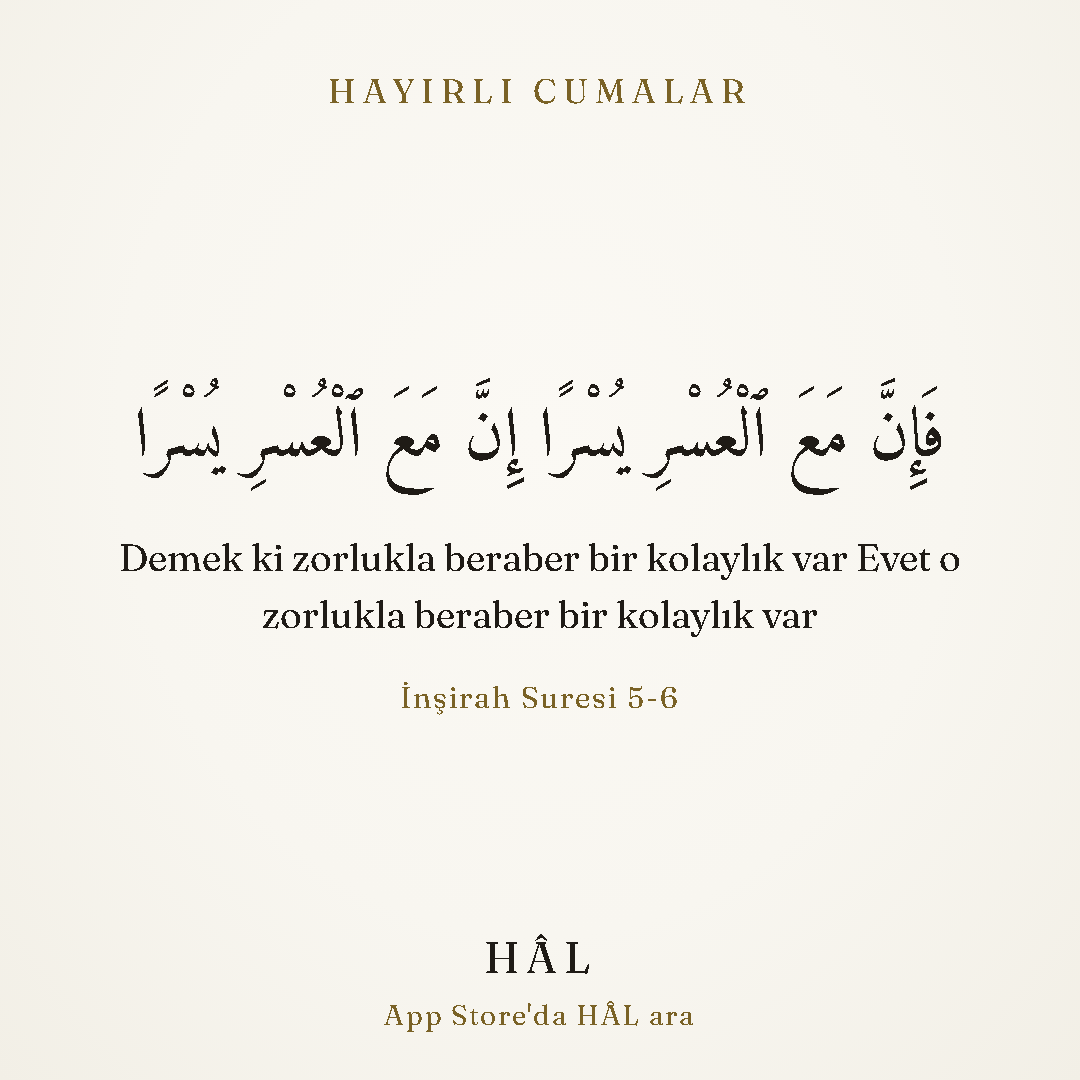 HAYIRLI CUMALAR
فَإِنَّ مَعَ ٱلْعُسْرِ يُسْرًا إِنَّ مَعَ ٱلْعُسْرِ يُسْرًا
Demek ki zorlukla beraber bir kolaylık var Evet o
zorlukla beraber bir kolaylık var
İnşirah Suresi 5-6
HÂL
App Store'da HÂL ara